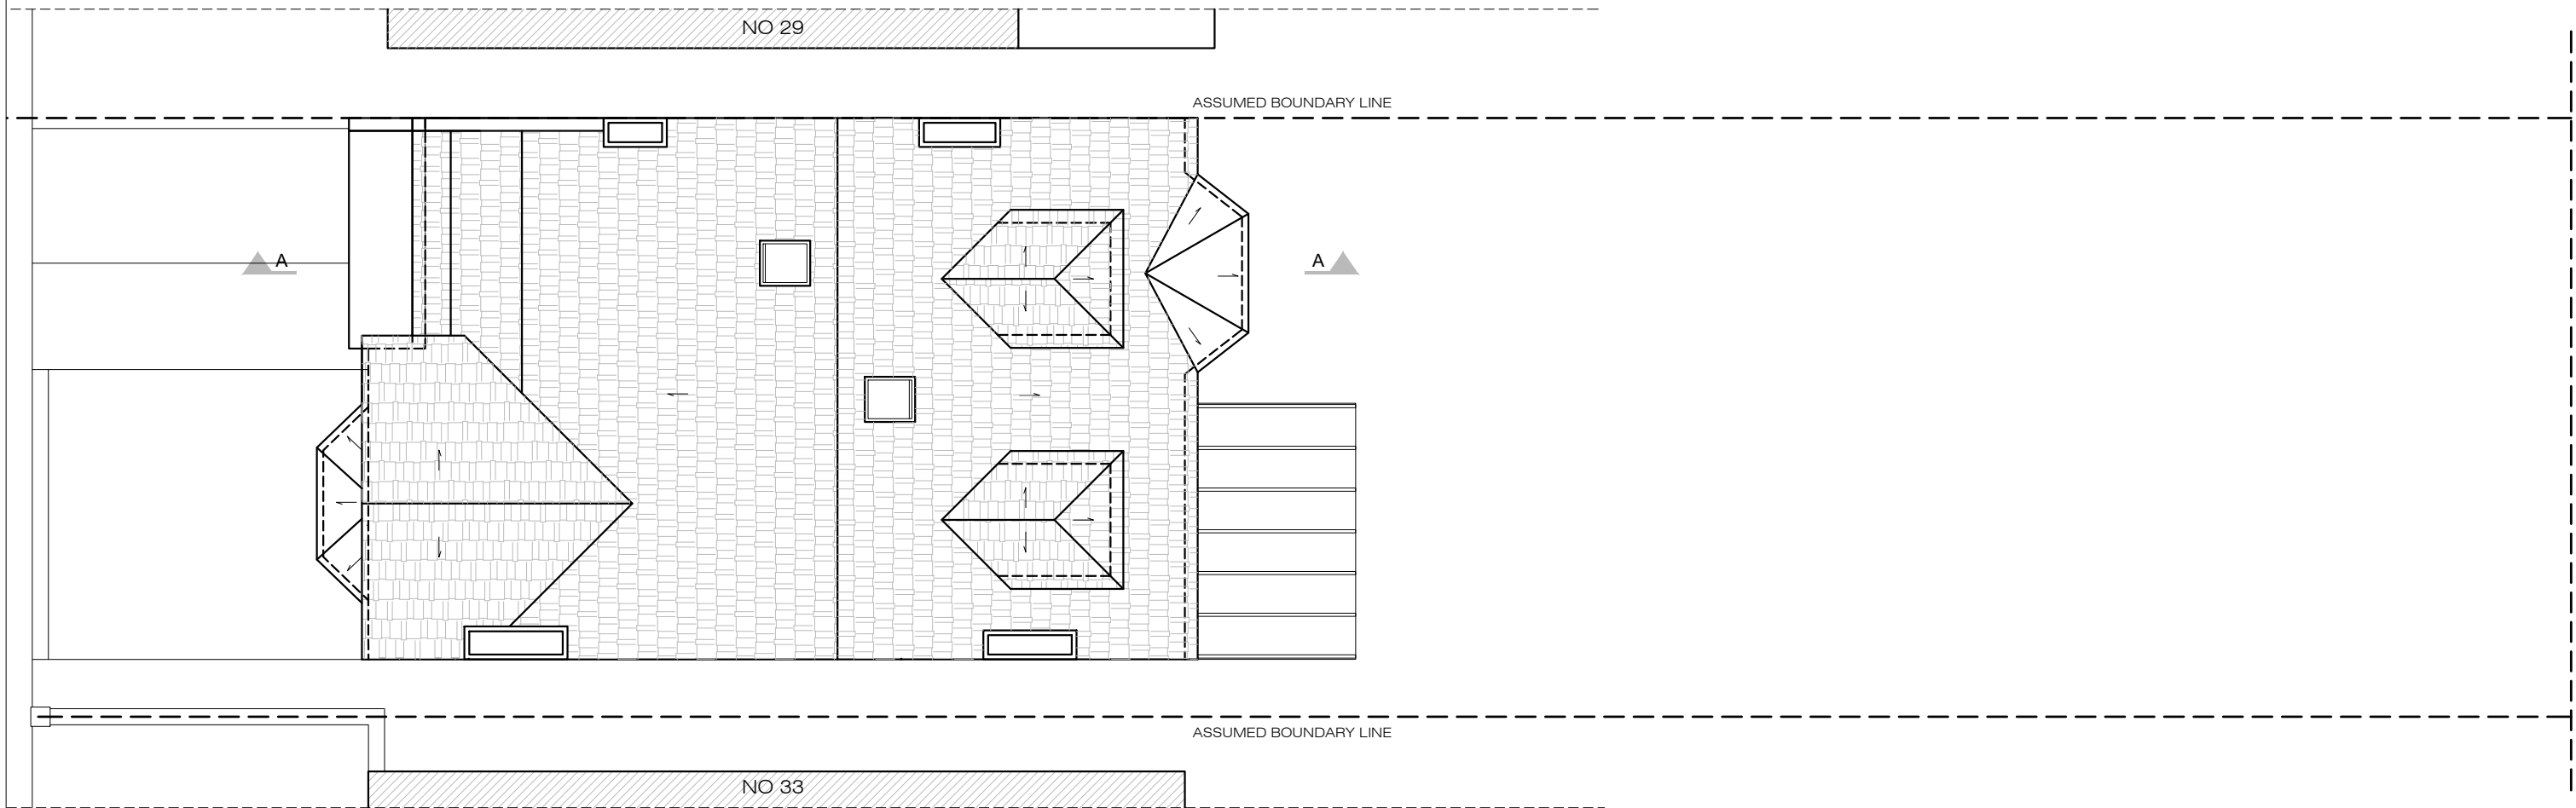 NO 29
ASSUMED BOUNDARY LINE
A
A
ASSUMED BOUNDARY LINE
NO 33